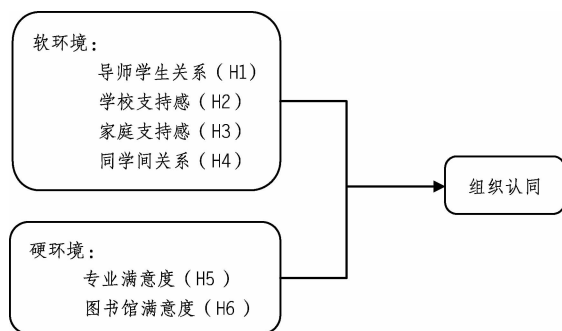 软环境：
导师学生关系（H1）
学校支持感（H2）
家庭支持感（H3）
同学间关系（H4）
组织认同
硬环境：
专业满意度（H5）
图书馆满意度（H6）